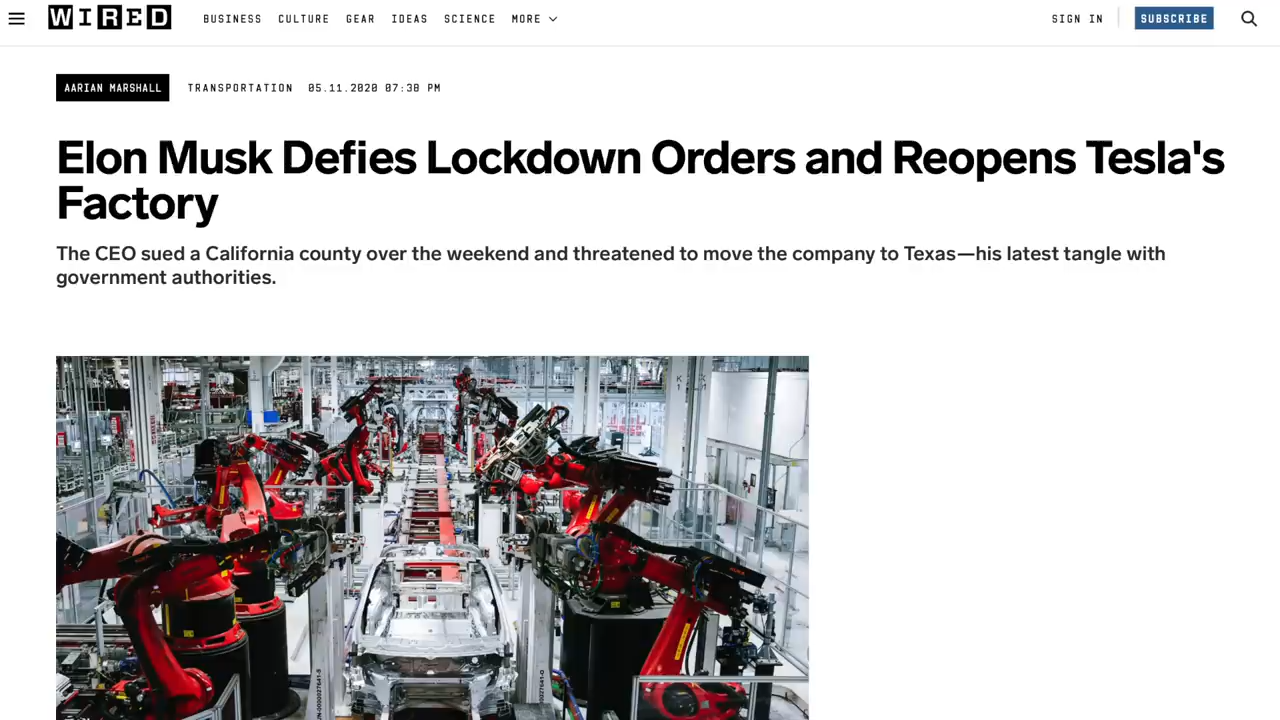 WIRED
BUSINESS CULTURE GEAR IDEAS SCIENCE MORE
SIGN IN SUBSCRIBE
AARIAN MARSHALL TRANSPORTATION 05.11.2020 07:38 PM
Elon Musk Defies Lockdown Orders and Reopens Tesla's
Factory
The CEO sued a California county over the weekend and threatened to move the company to Texas—his latest tangle with
government authorities.